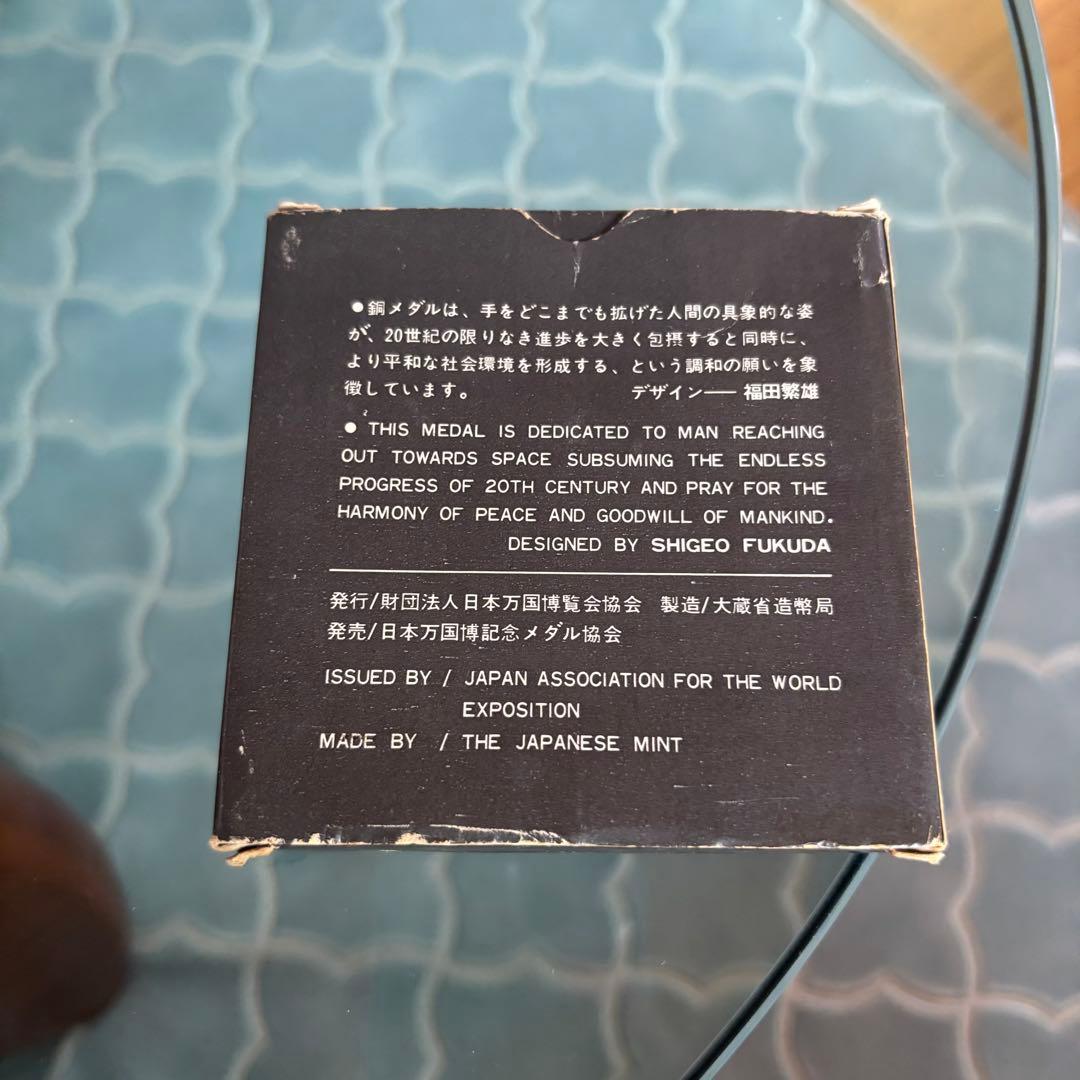 ●銅メダルは、手をどこまでも拡げた人間の具象的な姿
が、20世紀の限りなき進歩を大きく包摂すると同時に、
より平和な社会環境を形成する、という調和の願いを象
徴しています。 デザイン── 福田繁雄
● THIS MEDAL IS DEDICATED TO MAN REACHING
OUT TOWARDS SPACE SUBSUMING THE ENDLESS
PROGRESS OF 20TH CENTURY AND PRAY FOR THE
HARMONY OF PEACE AND GOODWILL OF MANKIND.
DESIGNED BY SHIGEO FUKUDA
発行/財団法人日本万国博覧会協会 製造/大蔵省造幣局
発売/日本万国博記念メダル協会
ISSUED BY / JAPAN ASSOCIATION FOR THE WORLD
EXPOSITION
MADE BY / THE JAPANESE MINT